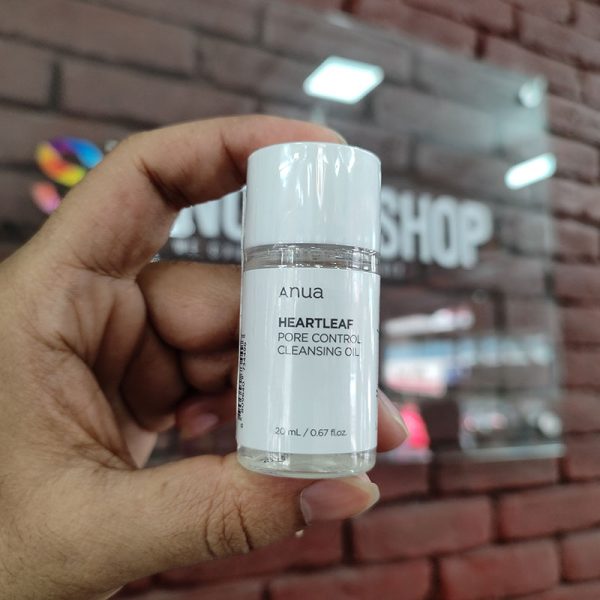 Anua
HEARTLEAF
PORE CONTROL
CLEANSING OIL
20 mL / 0.67 fl.oz.
SHOP